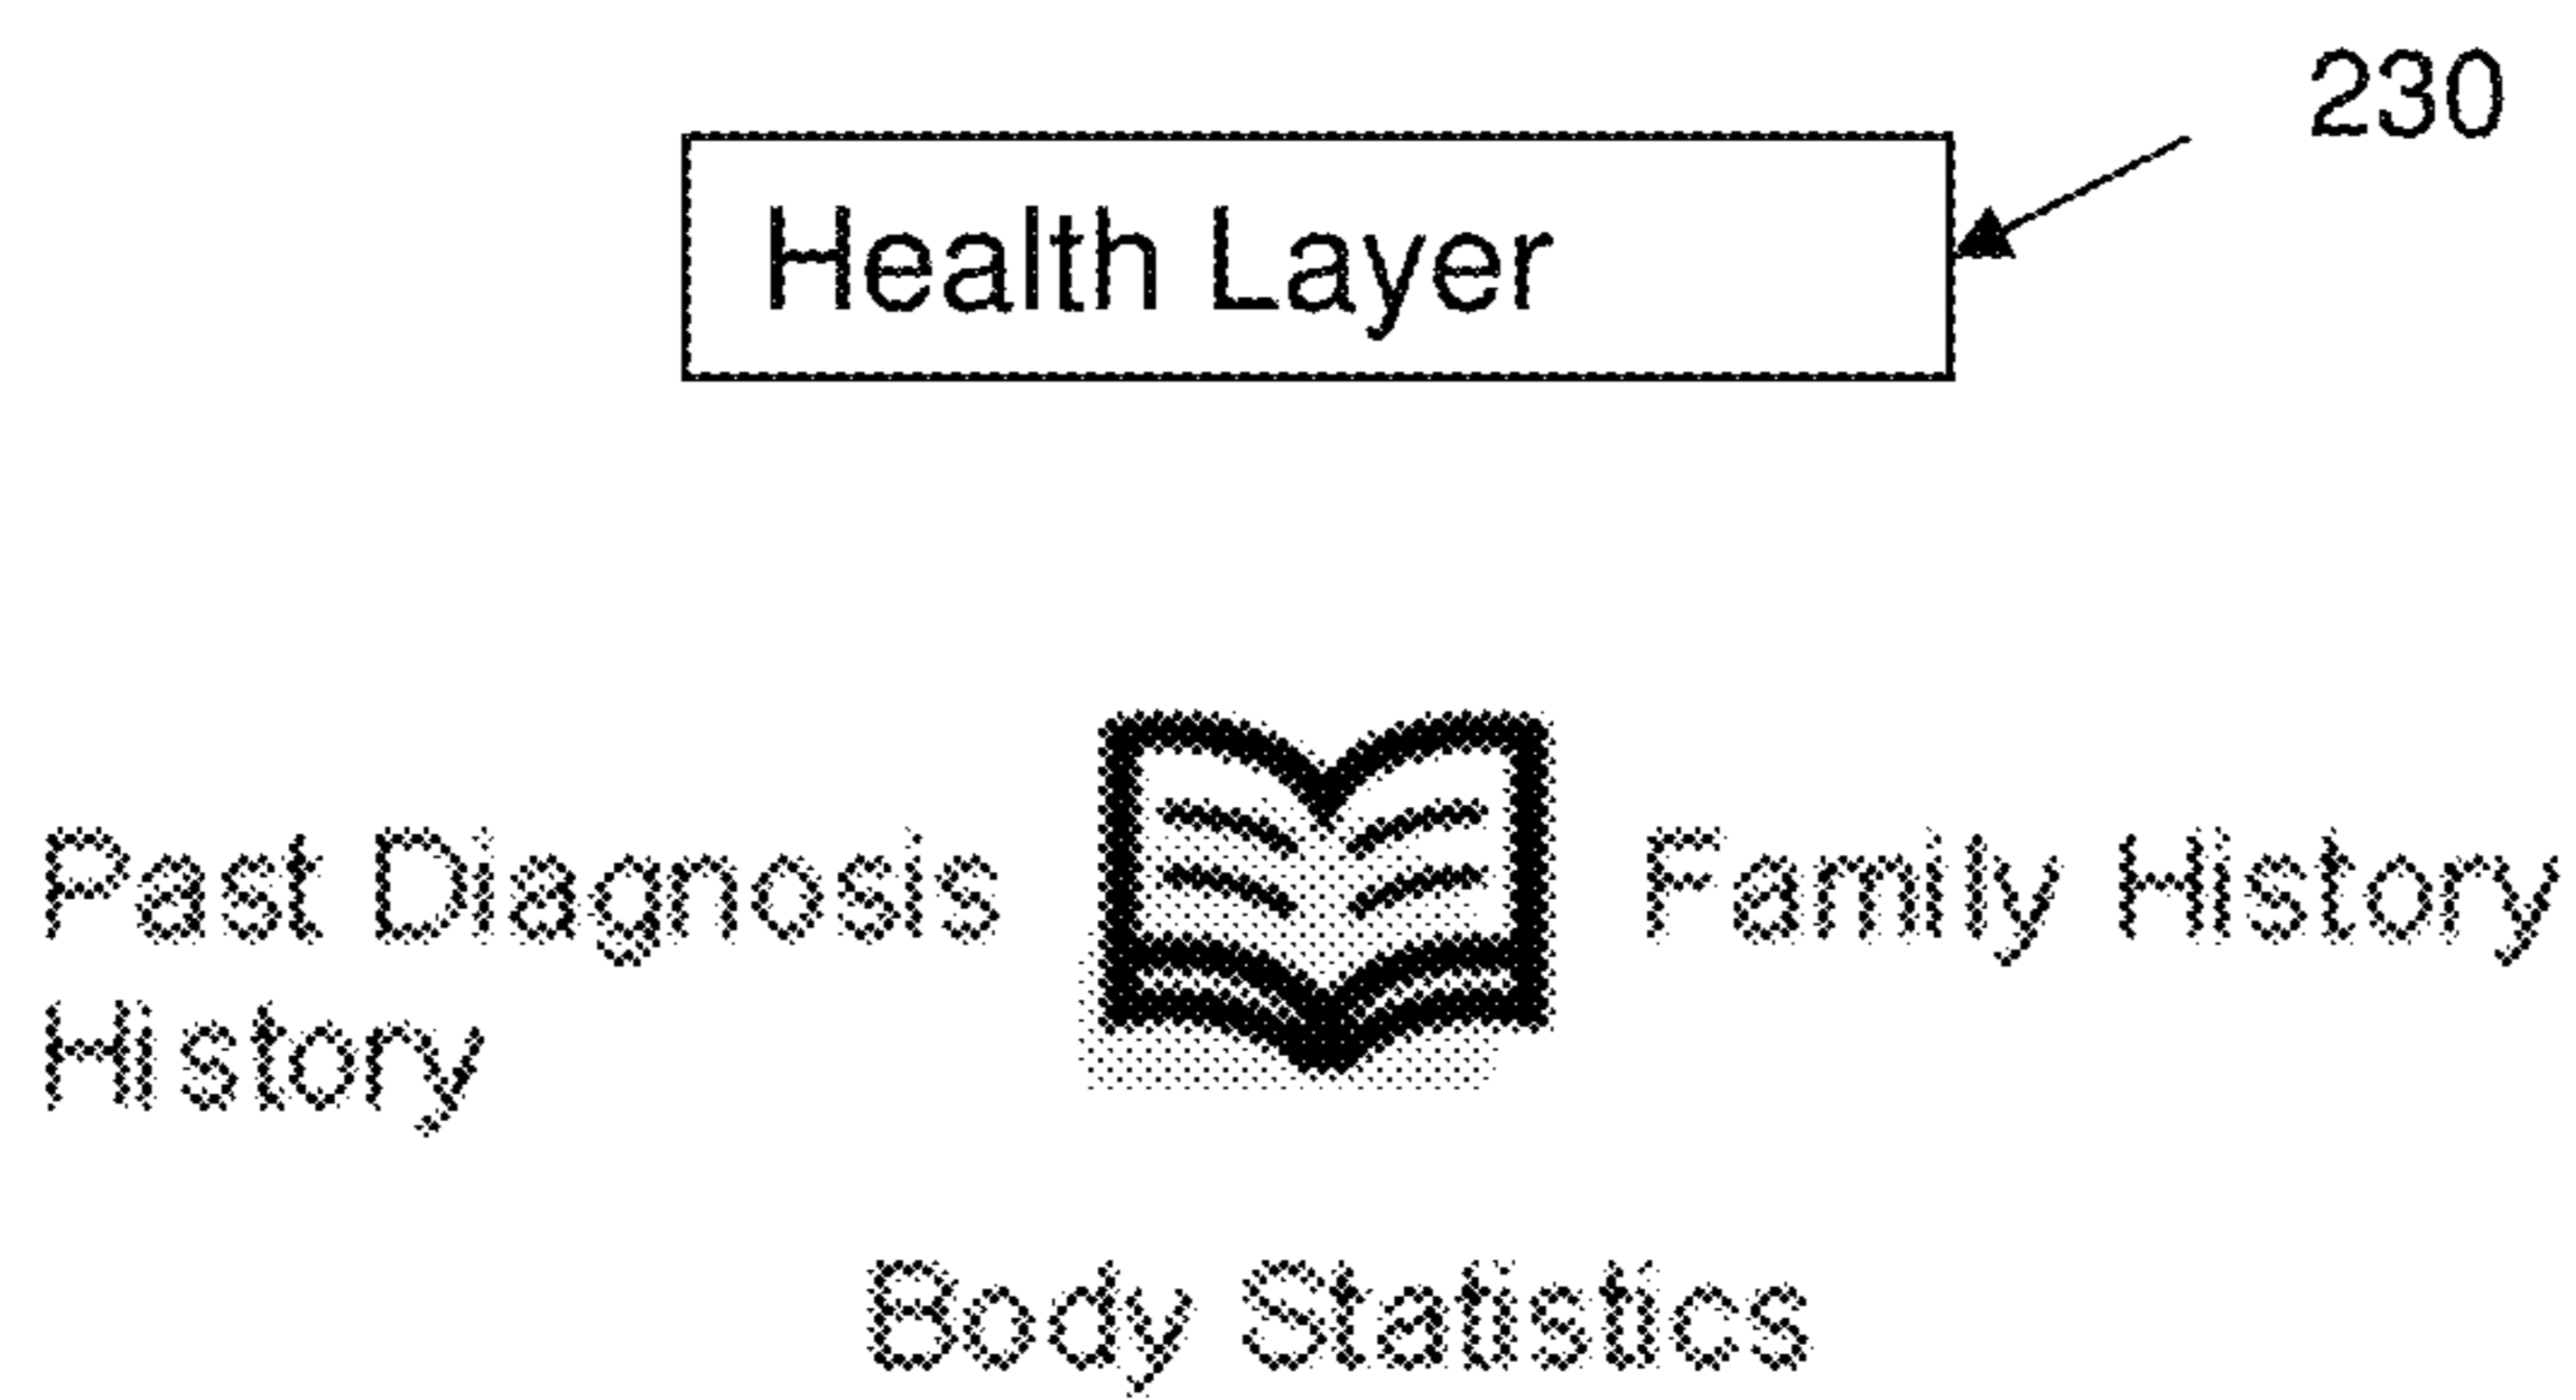 230
Health Layer
Past Diagnosis
History
Family History
Body Statistics